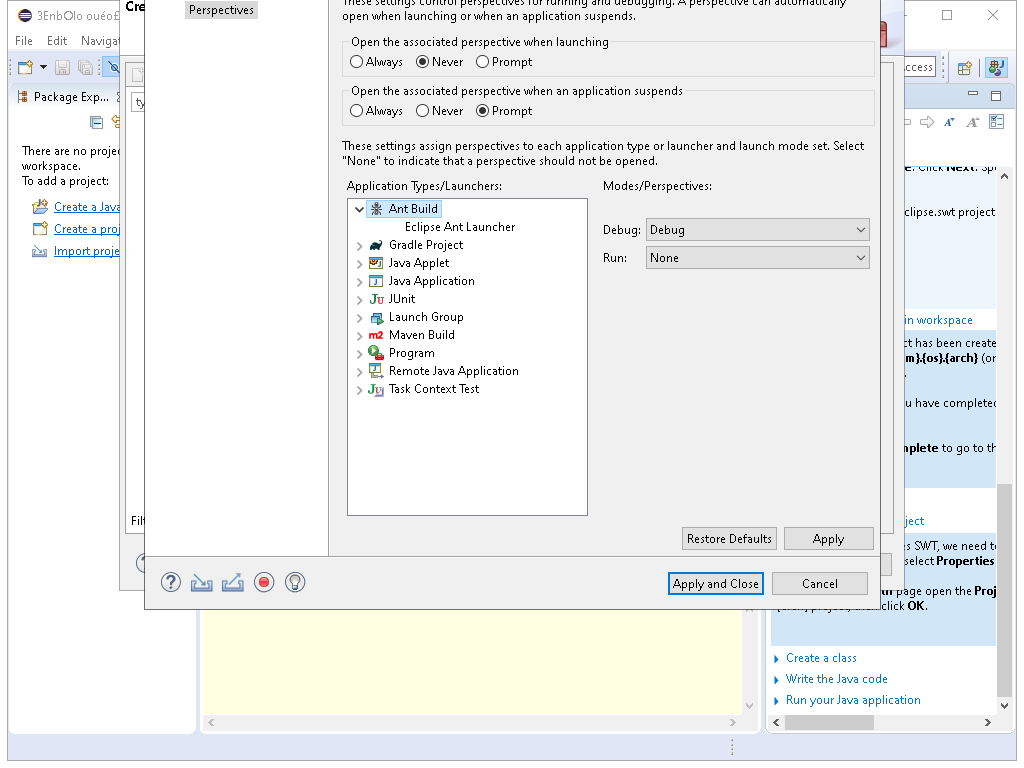 3EnbOlo ouéof
Cre
Perspectives
These settings control perspectives for running and debugging. A perspective can automatically
open when launching or when an application suspends.
File Edit Navigat
Open the associated perspective when launching
Always Never Prompt
ccess
Package Exp...
ty
Open the associated perspective when an application suspends
Always Never Prompt
There are no proje
workspace.
To add a project:
Create a Java
Create a proj
Import proje
These settings assign perspectives to each application type or launcher and launch mode set. Select
"None" to indicate that a perspective should not be opened.
Application Types/Launchers:
Modes/Perspectives:
Ant Build
Eclipse Ant Launcher
Gradle Project
Java Applet
Java Application
JUnit
Launch Group
Maven Build
Program
Remote Java Application
Task Context Test
Debug: Debug
Run: None
Filt
Restore Defaults Apply
Apply and Close Cancel
e. Click Next. Sp
clipse.swt project
in workspace
ct has been create
m}.{os}.{arch} (or
u have completed
mplete to go to th
ject
es SWT, we need to
select Properties
page open the Proj
click OK.
Create a class
Write the Java code
Run your Java application